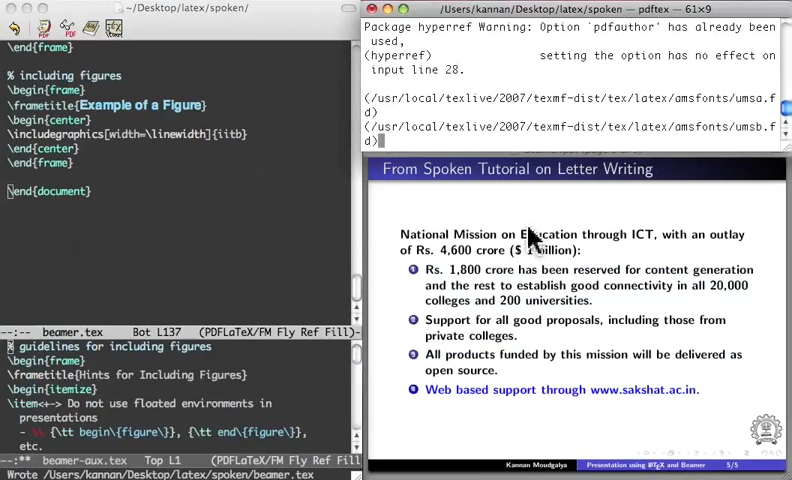 ~/Desktop/latex/spoken/
\end{frame}
% including figures
\begin{frame}
\frametitle{Example of a Figure}
\begin{center}
\includegraphics[width=\linewidth]{iitb}
\end{center}
\end{frame}
\end{document}
--:-- beamer.tex Bot L137 (PDFLaTeX/FM Fly Ref Fill)-
% guidelines for including figures
\begin{frame}
\frametitle{Hints for Including Figures}
\begin{itemize}
\item<+-> Do not use floated environments in
presentations
- \\ {\tt begin\{figure\}}, {\tt end\{figure\}},
etc.
--:** beamer-aux.tex Top L1 (PDFLaTeX/FM Fly Ref Fill
Wrote /Users/kannan/Desktop/latex/spoken/beamer.tex
/Users/kannan/Desktop/latex/spoken — pdftex — 61×9
Package hyperref Warning: Option `pdfauthor' has already been
used,
(hyperref) setting the option has no effect on
input line 28.
(/usr/local/texlive/2007/texmf-dist/tex/latex/amsfonts/umsa.f
d)
(/usr/local/texlive/2007/texmf-dist/tex/latex/amsfonts/umsb.f
d)
From Spoken Tutorial on Letter Writing
National Mission on Education through ICT, with an outlay
of Rs. 4,600 crore ($ 1 billion):
1 Rs. 1,800 crore has been reserved for content generation
and the rest to establish good connectivity in all 20,000
colleges and 200 universities.
2 Support for all good proposals, including those from
private colleges.
3 All products funded by this mission will be delivered as
open source.
4 Web based support through www.sakshat.ac.in.
Kannan Moudgalya Presentation using LATEX and Beamer 5/5